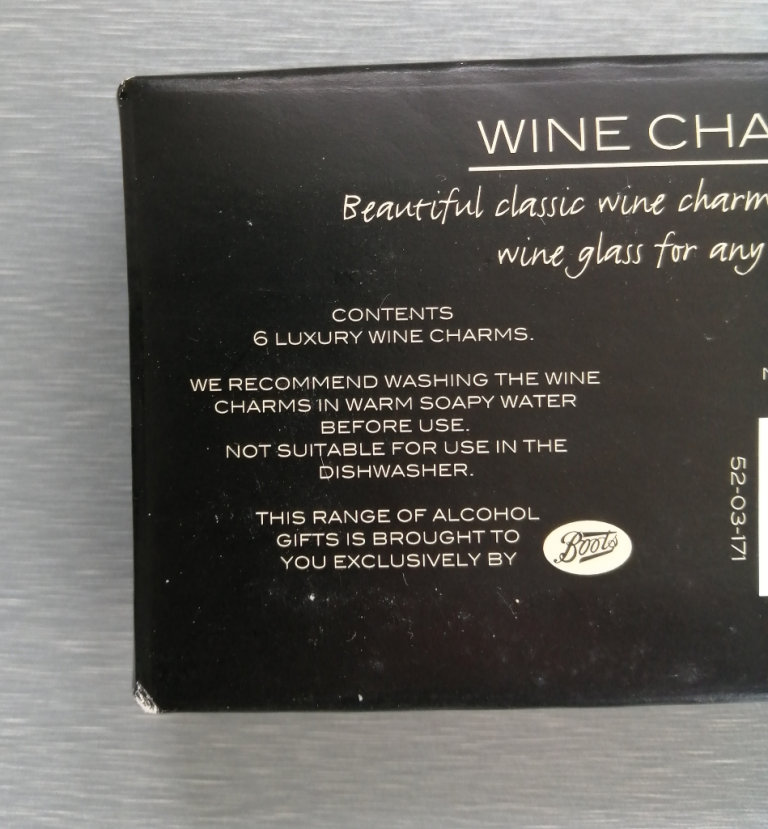 WINE CHA
Beautiful classic wine charm
wine glass for any
CONTENTS
6 LUXURY WINE CHARMS.
WE RECOMMEND WASHING THE WINE
CHARMS IN WARM SOAPY WATER
BEFORE USE.
NOT SUITABLE FOR USE IN THE
DISHWASHER.
THIS RANGE OF ALCOHOL
GIFTS IS BROUGHT TO
YOU EXCLUSIVELY BY
Boots
52-03-171